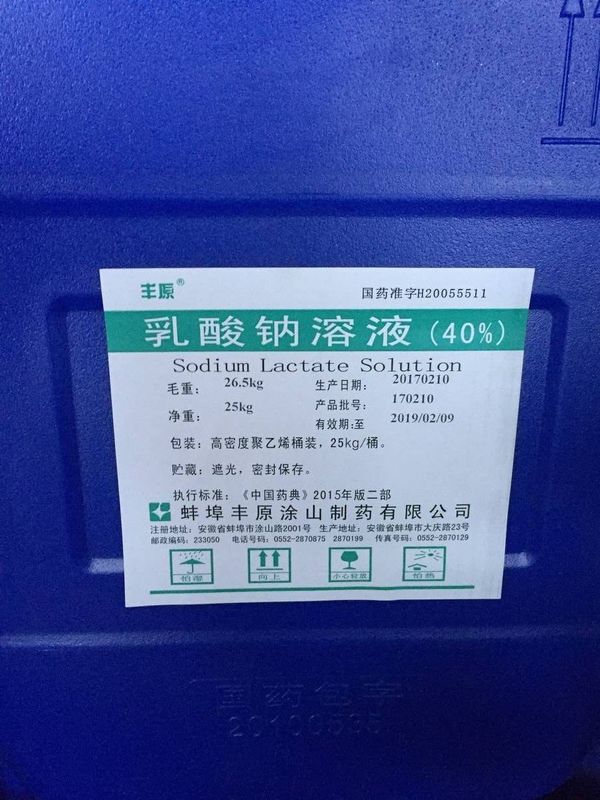 丰原®
国药准字H20055511
乳酸钠溶液(40%)
Sodium Lactate Solution
毛重: 26.5kg 生产日期: 20170210
净重: 25kg 产品批号: 170210
有效期:至 2019/02/09
包装: 高密度聚乙烯桶装, 25kg/桶。
贮藏: 遮光, 密封保存。
执行标准: 《中国药典》2015年版二部
蚌埠丰原涂山制药有限公司
注册地址: 安徽省蚌埠市涂山路2001号 生产地址: 安徽省蚌埠市大庆路23号
邮政编码: 233050 电话号码: 0552-2870875 2870199 传真号码: 0552-2870129
怕湿 向上 小心轻放 怕热
国药包字